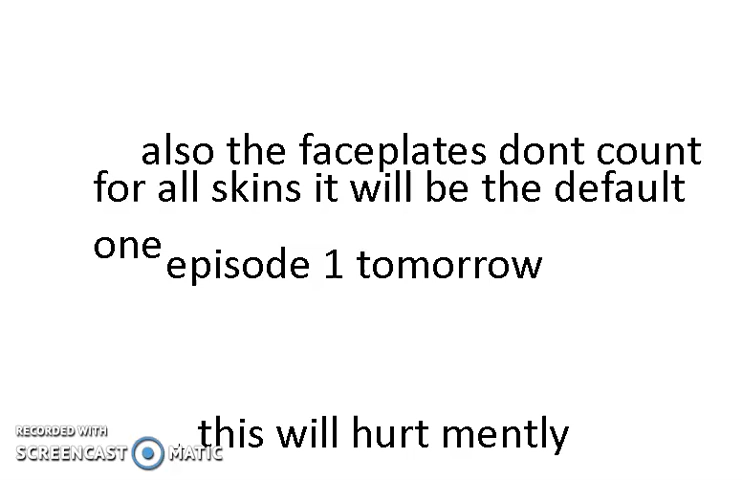 also the faceplates dont count
for all skins it will be the default
one
episode 1 tomorrow
this will hurt mently
RECORDED WITH
SCREENCAST MATIC